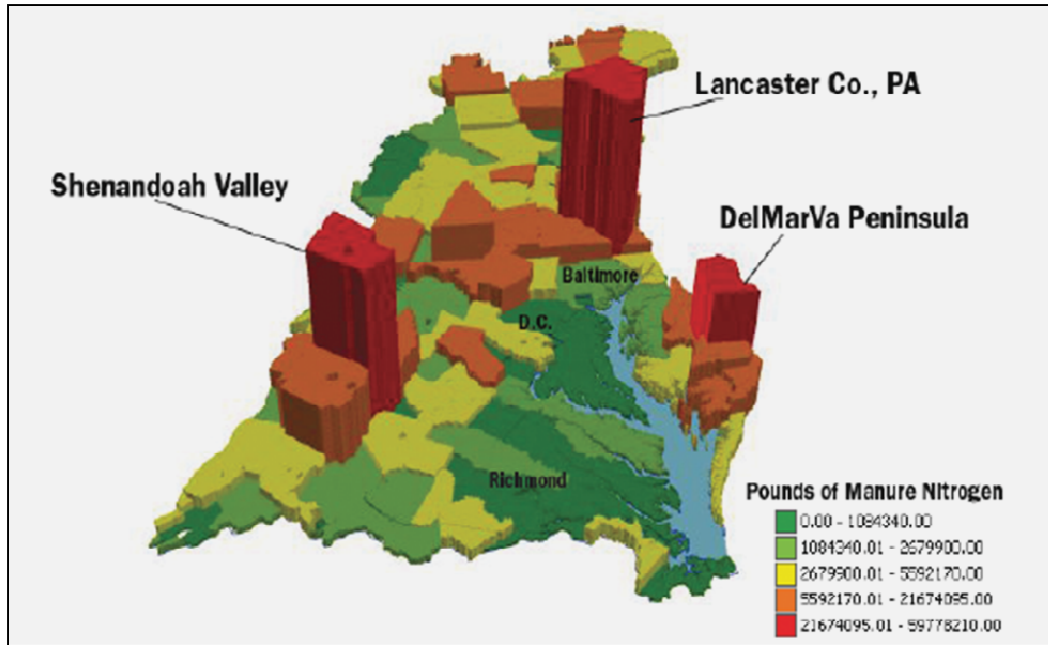 Lancaster Co., PA
Shenandoah Valley
DelMarVa Peninsula
Baltimore
D.C.
Richmond
Pounds of Manure Nitrogen
0.00 - 1084340.00
1084340.01 - 2679900.00
2679900.01 - 5592170.00
5592170.01 - 21674095.00
21674095.01 - 59778210.00